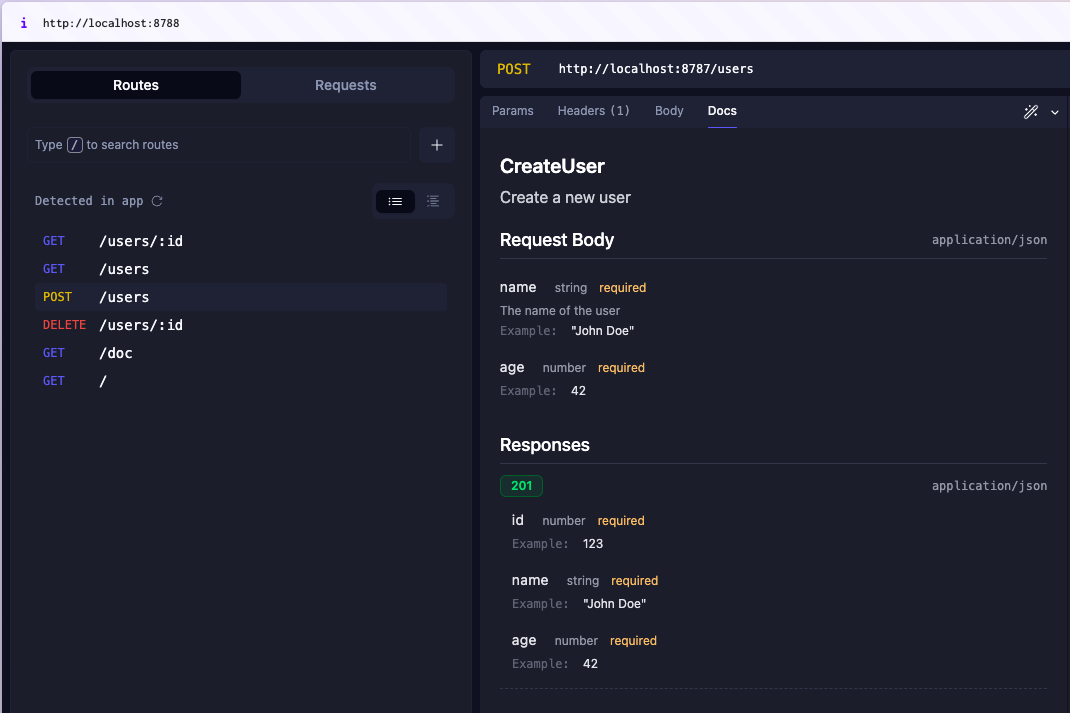 i http://localhost:8788
Routes Requests
Type / to search routes
+
Detected in app
GET /users/:id
GET /users
POST /users
DELETE /users/:id
GET /doc
GET /
POST http://localhost:8787/users
Params Headers (1) Body Docs
CreateUser
Create a new user
Request Body application/json
name string required
The name of the user
Example: "John Doe"
age number required
Example: 42
Responses
201 application/json
id number required
Example: 123
name string required
Example: "John Doe"
age number required
Example: 42